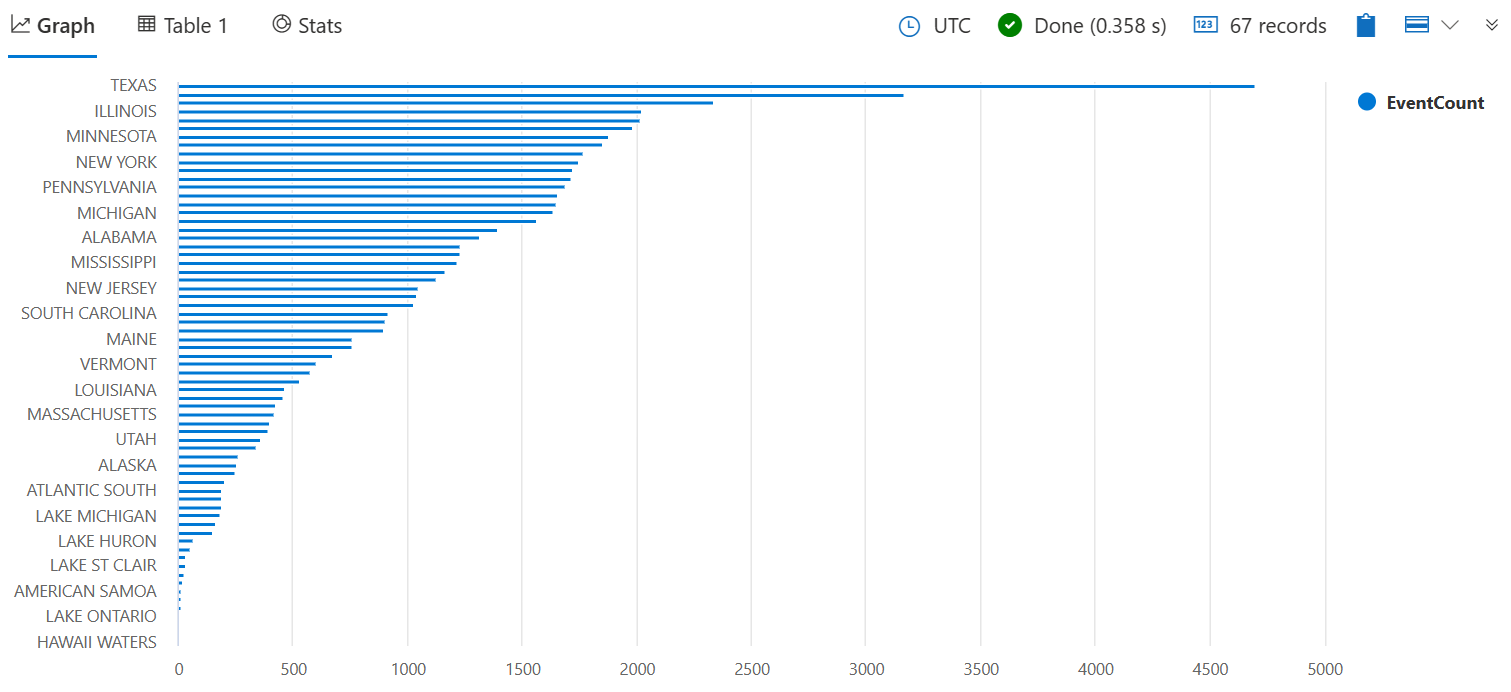 Graph Table 1 Stats UTC Done (0.358 s) 123 67 records
EventCount
TEXAS
ILLINOIS
MINNESOTA
NEW YORK
PENNSYLVANIA
MICHIGAN
ALABAMA
MISSISSIPPI
NEW JERSEY
SOUTH CAROLINA
MAINE
VERMONT
LOUISIANA
MASSACHUSETTS
UTAH
ALASKA
ATLANTIC SOUTH
LAKE MICHIGAN
LAKE HURON
LAKE ST CLAIR
AMERICAN SAMOA
LAKE ONTARIO
HAWAII WATERS
0 500 1000 1500 2000 2500 3000 3500 4000 4500 5000